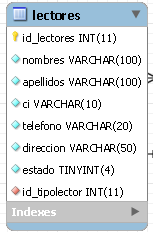 lectores
id_lectores INT(11)
nombres VARCHAR(100)
apellidos VARCHAR(100)
ci VARCHAR(10)
telefono VARCHAR(20)
direccion VARCHAR(50)
estado TINYINT(4)
id_tipolector INT(11)
Indexes